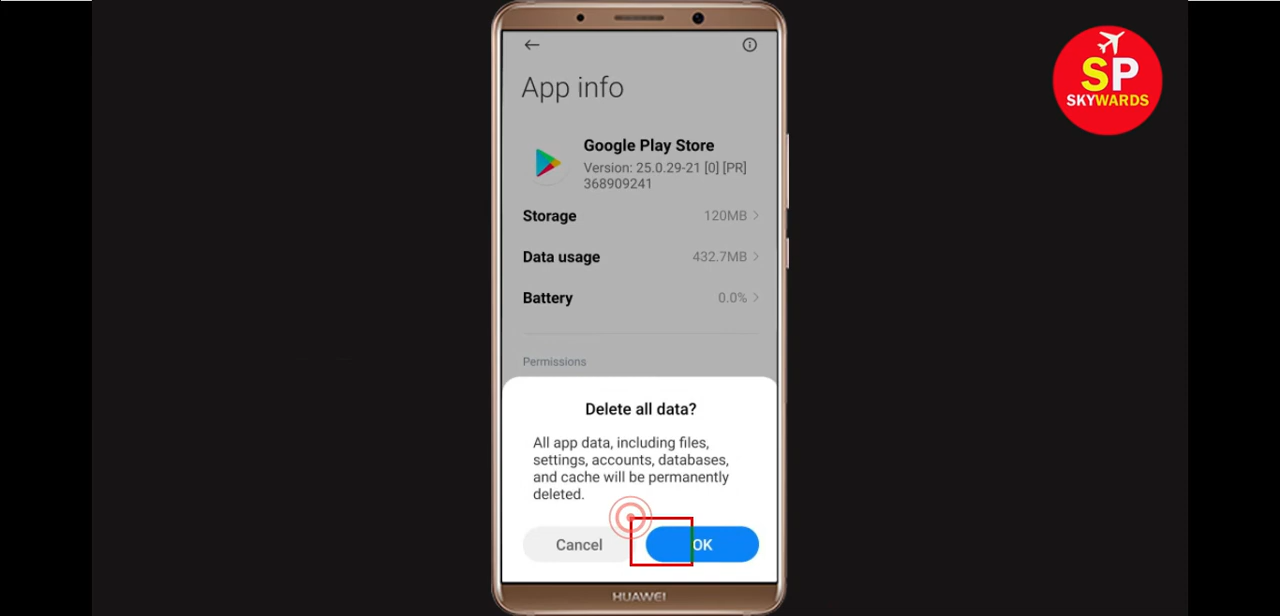 App info
Google Play Store
Version: 25.0.29-21 [0] [PR]
368909241
Storage 120MB
Data usage 432.7MB
Battery 0.0%
Permissions
Delete all data?
All app data, including files,
settings, accounts, databases,
and cache will be permanently
deleted.
Cancel OK
HUAWEI
SP
SKYWARDS